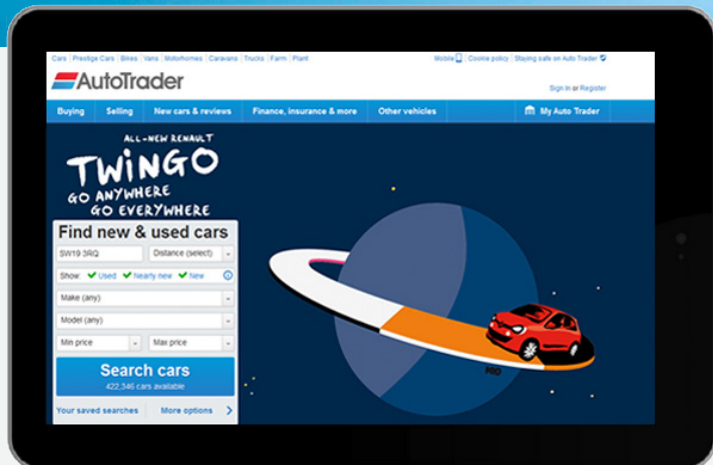 Cars | Prestige Cars | Bikes | Vans | Motorhomes | Caravans | Trucks | Farm | Plant
Mobile | Cookie policy | Staying safe on Auto Trader
AutoTrader
Sign in or Register
Buying Selling New cars & reviews Finance, insurance & more Other vehicles My Auto Trader
ALL-NEW RENAULT
TWINGO
GO ANYWHERE
GO EVERYWHERE
Find new & used cars
SW19 3RQ Distance (select)
Show: Used Nearly new New
Make (any)
Model (any)
Min price Max price
Search cars
422,346 cars available
Your saved searches More options